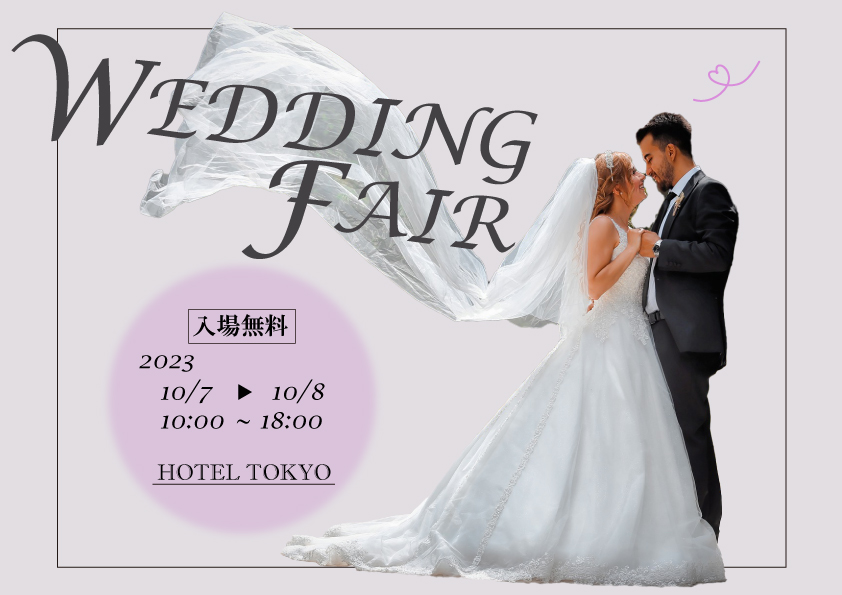 WEDDING
FAIR
入場無料
2023
10/7 ▶ 10/8
10:00 ~ 18:00
HOTEL TOKYO